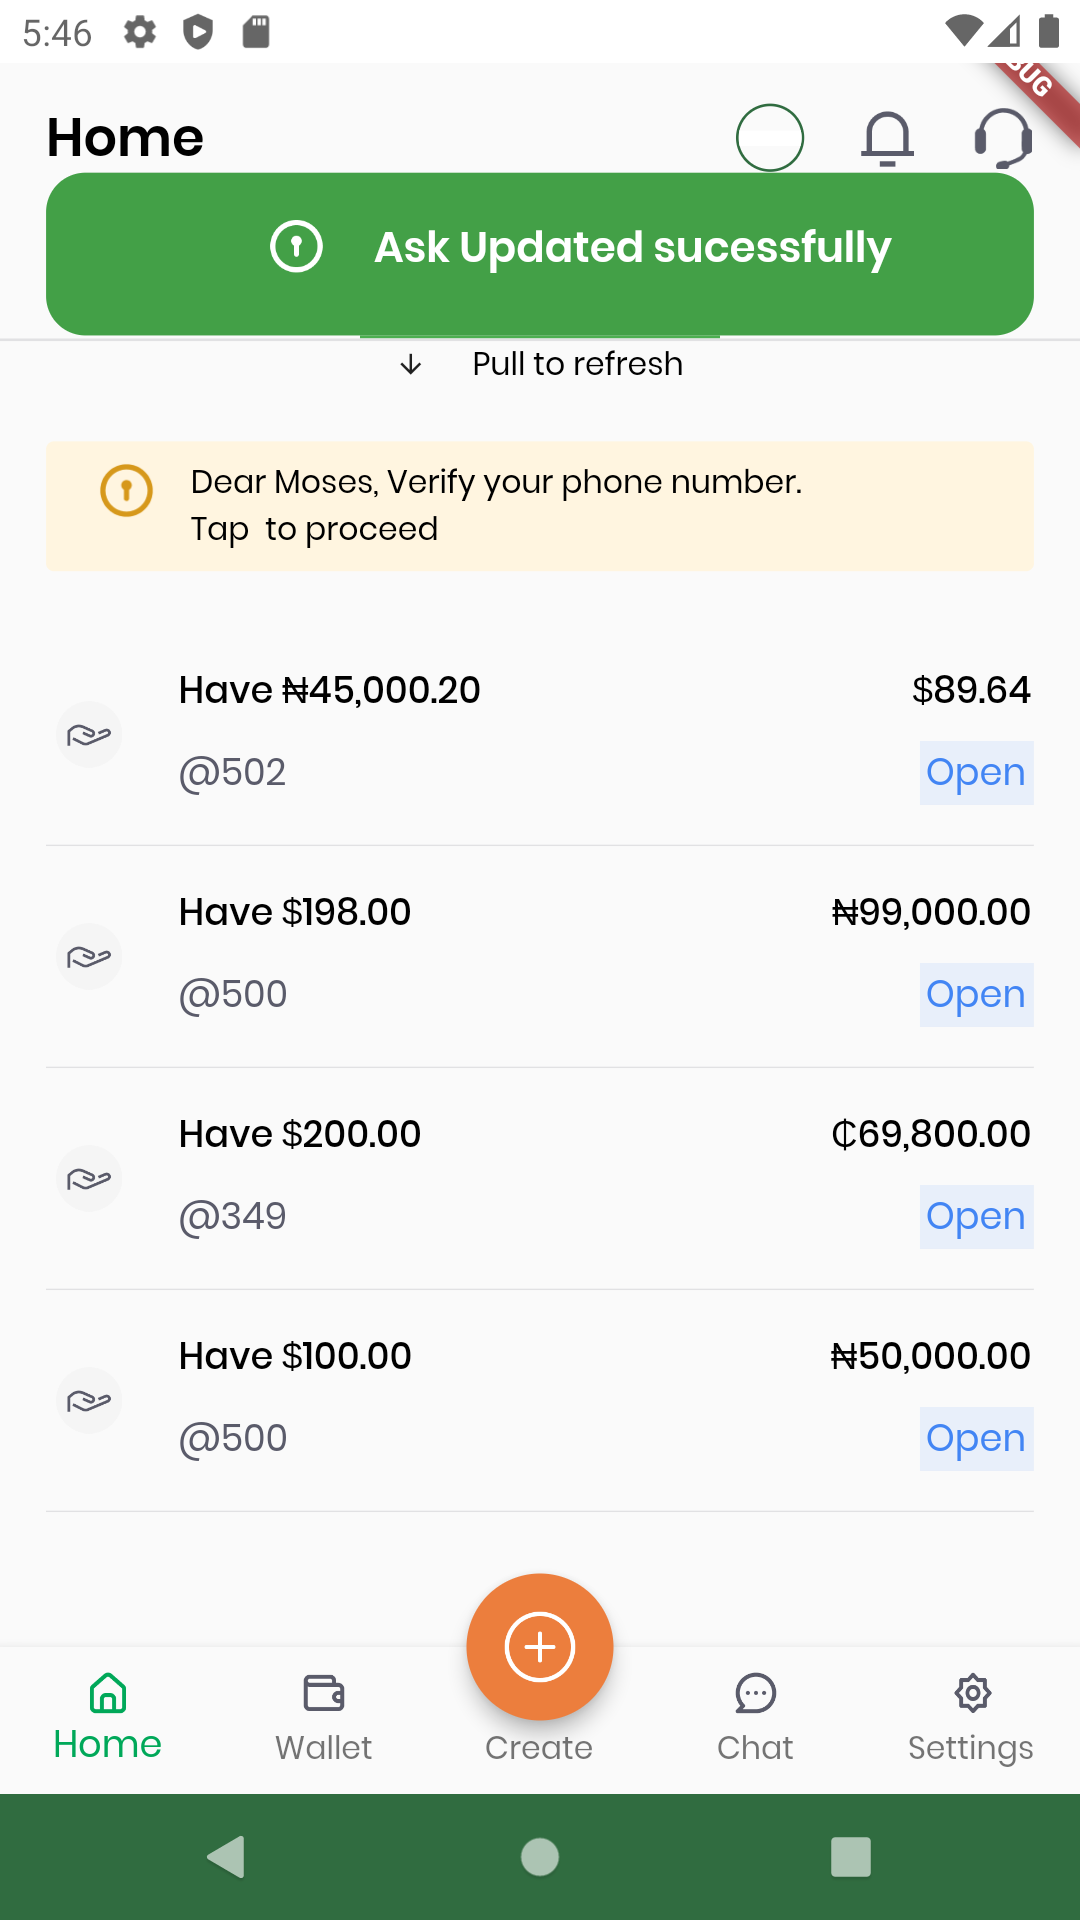 5:46
BUG
Home
Ask Updated sucessfully
Pull to refresh
Dear Moses, Verify your phone number.
Tap to proceed
Have ₦45,000.20
$89.64
@502
Open
Have $198.00
₦99,000.00
@500
Open
Have $200.00
₵69,800.00
@349
Open
Have $100.00
₦50,000.00
@500
Open
Home
Wallet
Create
Chat
Settings